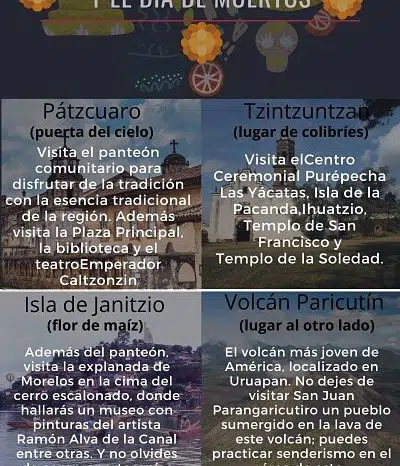 Y EL DÍA DE MUERTOS
Pátzcuaro
(puerta del cielo)
Visita el panteón
comunitario para
disfrutar de la tradición
con la esencia tradicional
de la región. Además
visita la Plaza Principal,
la biblioteca y el
teatroEmperador
Caltzonzin
Tzintzuntzan
(lugar de colibríes)
Visita elCentro
Ceremonial Purépecha
Las Yácatas, Isla de la
Pacanda,Ihuatzio,
Templo de San
Francisco y
Templo de la Soledad.
Isla de Janitzio
(flor de maíz)
Además del panteón,
visita la explanada de
Morelos en la cima del
cerro escalonado, donde
hallarás un museo con
pinturas del artista
Ramón Alva de la Canal
entre otras. Y no olvides
Volcán Paricutín
(lugar al otro lado)
El volcán más joven de
América, localizado en
Uruapan. No dejes de
visitar San Juan
Parangaricutiro un pueblo
sumergido en la lava de
este volcán; puedes
practicar senderismo en el